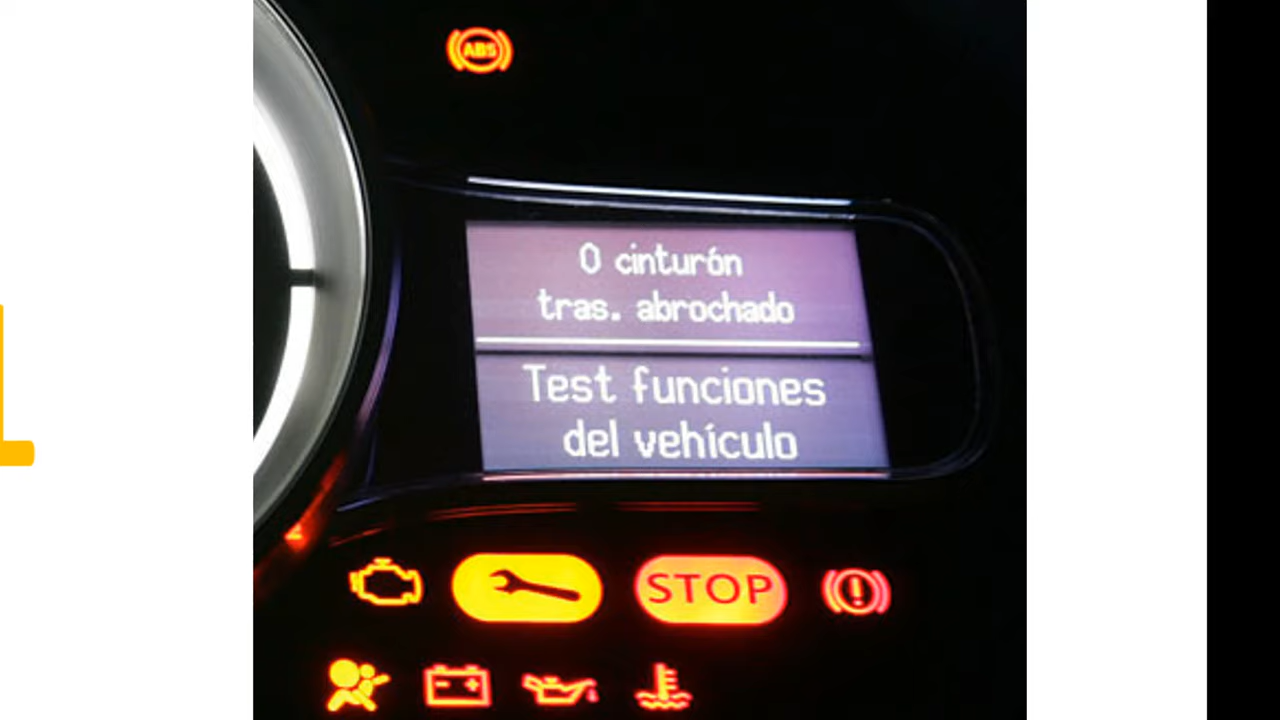 ABS
0 cinturón
tras. abrochado
Test funciones
del vehículo
STOP